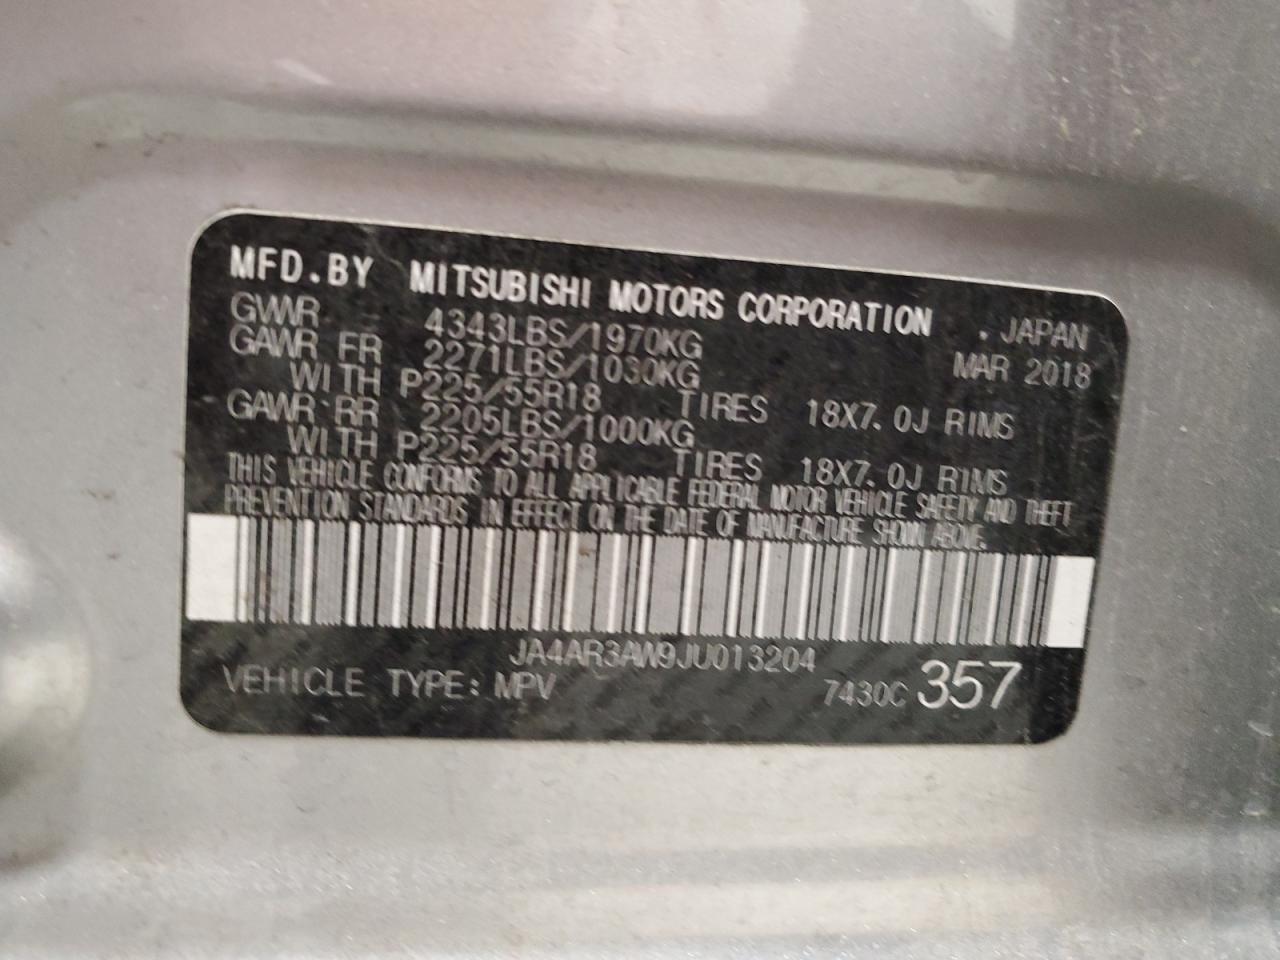 MFD.BY MITSUBISHI MOTORS CORPORATION . JAPAN
GVWR 4343LBS/1970KG MAR 2018
GAWR FR 2271LBS/1030KG
WITH P225/55R18 TIRES 18X7.0J RIMS
GAWR RR 2205LBS/1000KG
WITH P225/55R18 TIRES 18X7.0J RIMS
THIS VEHICLE CONFORMS TO ALL APPLICABLE FEDERAL MOTOR VEHICLE SAFETY AND THEFT
PREVENTION STANDARDS IN EFFECT ON THE DATE OF MANUFACTURE SHOWN ABOVE.
JA4AR3AW9JU013204
VEHICLE TYPE: MPV 7430C 357